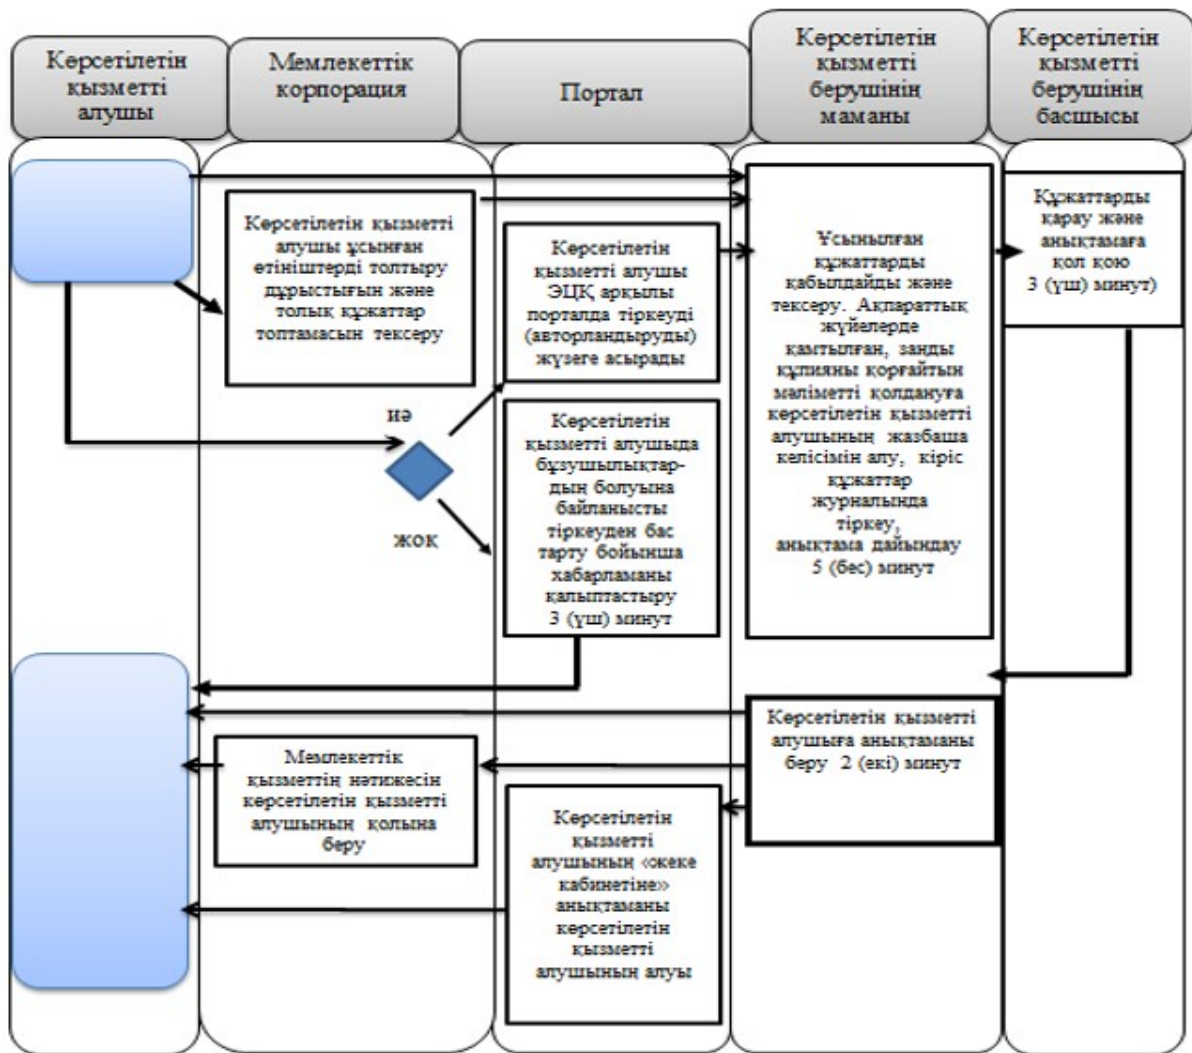 Көрсетілетін
қызметті
алушы
Мемлекеттік
корпорация
Портал
Көрсетілетін
қызметті
берушінің
маманы
Көрсетілетін
қызметті
берушінің
басшысы
Көрсетілетін қызметті
алушы ұсынған
өтініштерді толтыру
дұрыстығын және
толық құжаттар
топтамасын тексеру
Көрсетілетін
қызметті алушы
ЭЦҚ арқылы
порталда тіркеуді
(авторландыруды)
жүзеге асырады
Ұсынылған
құжаттарды
қабылдайды және
тексеру. Ақпараттық
жүйелерде
қамтылған, заңды
құпияны қорғайтын
мәліметті қолдануға
көрсетілетін қызметті
алушының жазбаша
келісімін алу, кіріс
құжаттар
журналында
тіркеу,
анықтама дайындау
5 (бес) минут
Құжаттарды
қарау және
анықтамаға
қол қою
3 (үш) минут)
иә
жоқ
Көрсетілетін
қызметті алушыда
бұзушылықтар-
дың болуына
байланысты
тіркеуден бас
тарту бойынша
хабарламаны
қалыптастыру
3 (үш) минут
Көрсетілетін қызметті
алушыға анықтаманы
беру 2 (екі) минут
Мемлекеттік
қызметтің нәтижесін
көрсетілетін қызметті
алушының қолына
беру
Көрсетілетін
қызметті
алушының «жеке
кабинетіне»
анықтаманы
көрсетілетін
қызметті
алушының алуы